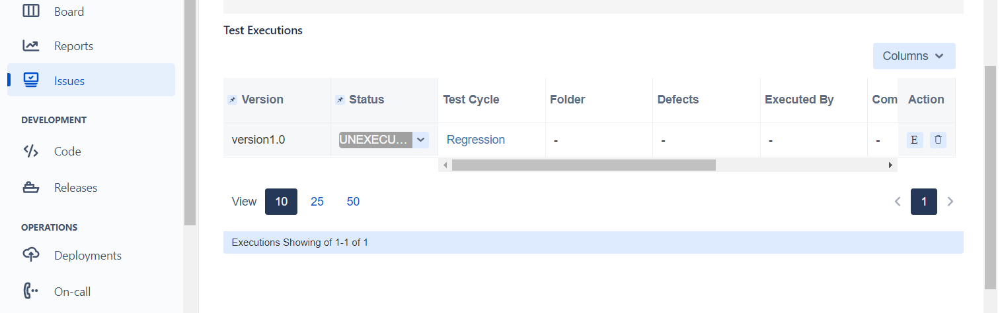 Board
Reports
Issues
DEVELOPMENT
Code
Releases
OPERATIONS
Deployments
On-call
Test Executions
Columns
Version Status Test Cycle Folder Defects Executed By Com Action
version1.0 UNEXECU... Regression - - - - E
View 10 25 50 1
Executions Showing of 1-1 of 1